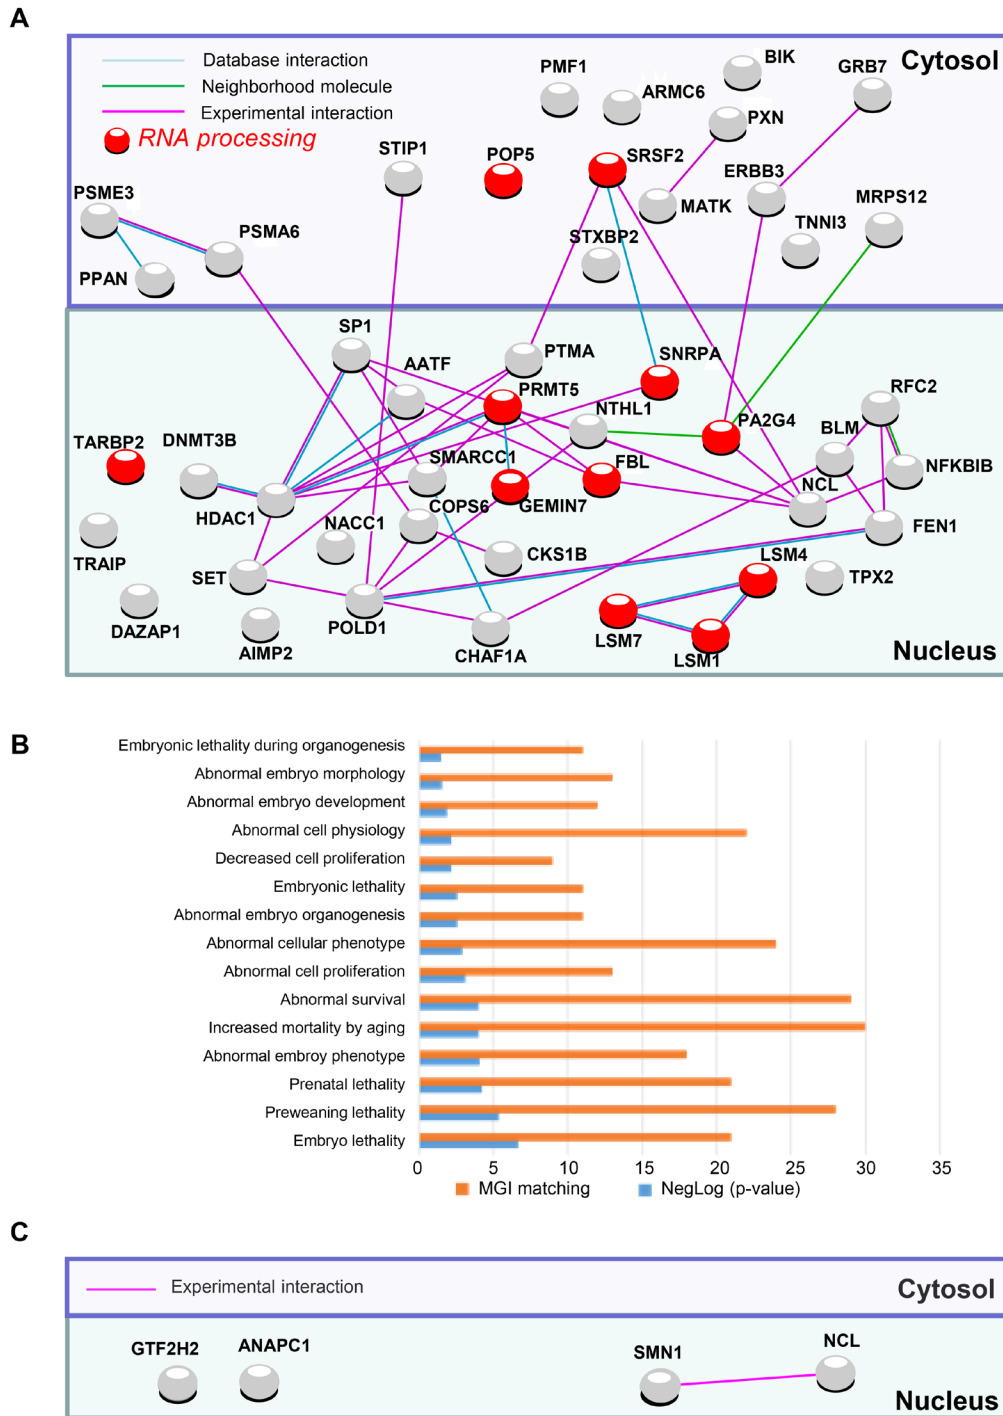 A
Database interaction
Neighborhood molecule
Experimental interaction
RNA processing
Cytosol
BIK
PMF1
GRB7
ARMC6
PXN
STIP1
POP5
SRSF2
ERBB3
PSME3
MATK
MRPS12
TNNI3
PSMA6
STXBP2
PPAN
SP1
PTMA
AATF
SNRPA
PRMT5
RFC2
NTHL1
PA2G4
BLM
TARBP2
DNMT3B
SMARCC1
FBL
NFKBIB
NCL
COPS6
GEMIN7
HDAC1
NACC1
FEN1
CKS1B
LSM4
TRAIP
SET
TPX2
DAZAP1
POLD1
LSM7
AIMP2
CHAF1A
LSM1
Nucleus
B
Embryonic lethality during organogenesis
Abnormal embryo morphology
Abnormal embryo development
Abnormal cell physiology
Decreased cell proliferation
Embryonic lethality
Abnormal embryo organogenesis
Abnormal cellular phenotype
Abnormal cell proliferation
Abnormal survival
Increased mortality by aging
Abnormal embroy phenotype
Prenatal lethality
Preweaning lethality
Embryo lethality
0 5 10 15 20 25 30 35
MGI matching NegLog (p-value)
C
Experimental interaction
Cytosol
GTF2H2
ANAPC1
SMN1
NCL
Nucleus